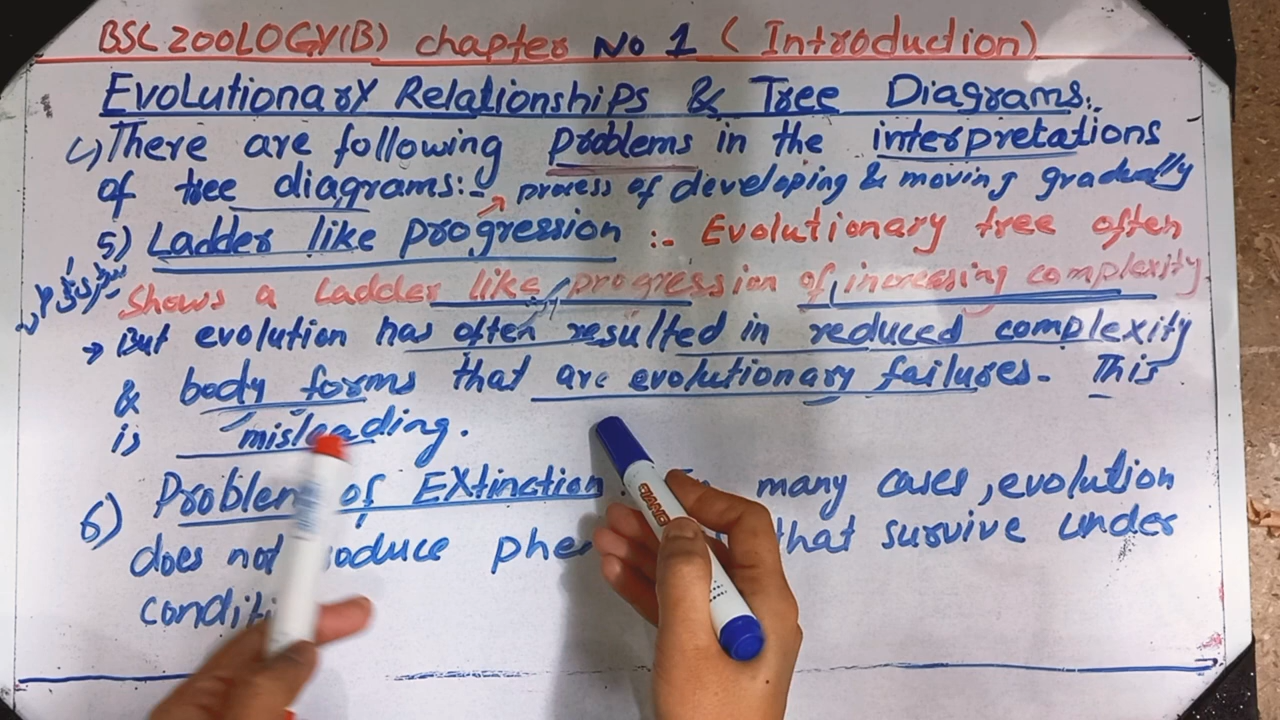 BSC ZOOLOGY(B) chapter No 1 ( Introduction)
Evolutionary Relationships & Tree Diagrams:.
4) There are following problems in the interpretations
of tree diagrams:- process of developing & moving gradually
5) Ladder like progression :- Evolutionary tree often
Shows a Ladder like progression of increasing complexity
→ But evolution has often resulted in reduced complexity
& body forms that are evolutionary failures. This
is misleading.
6) Problem of Extinction many cases, evolution
does not that survive under